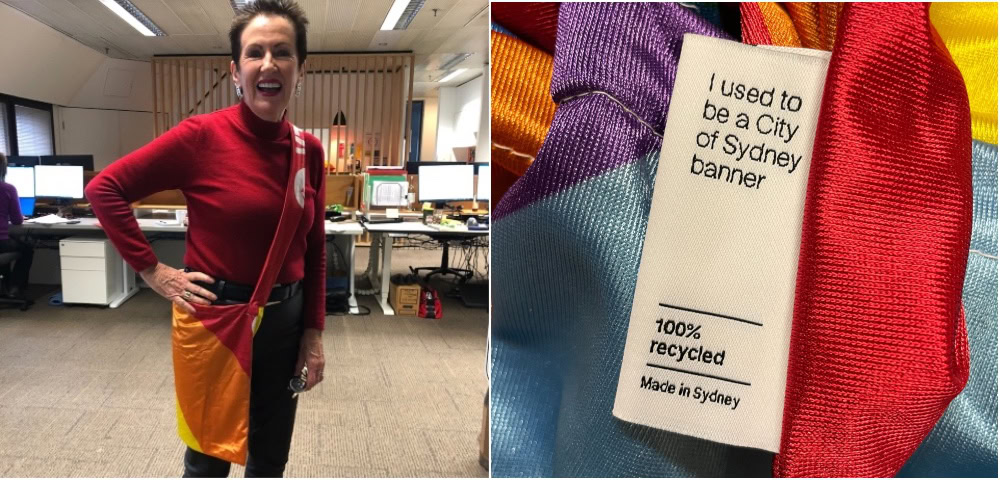 I used to
be a City
of Sydney
banner
100%
recycled
Made in Sydney